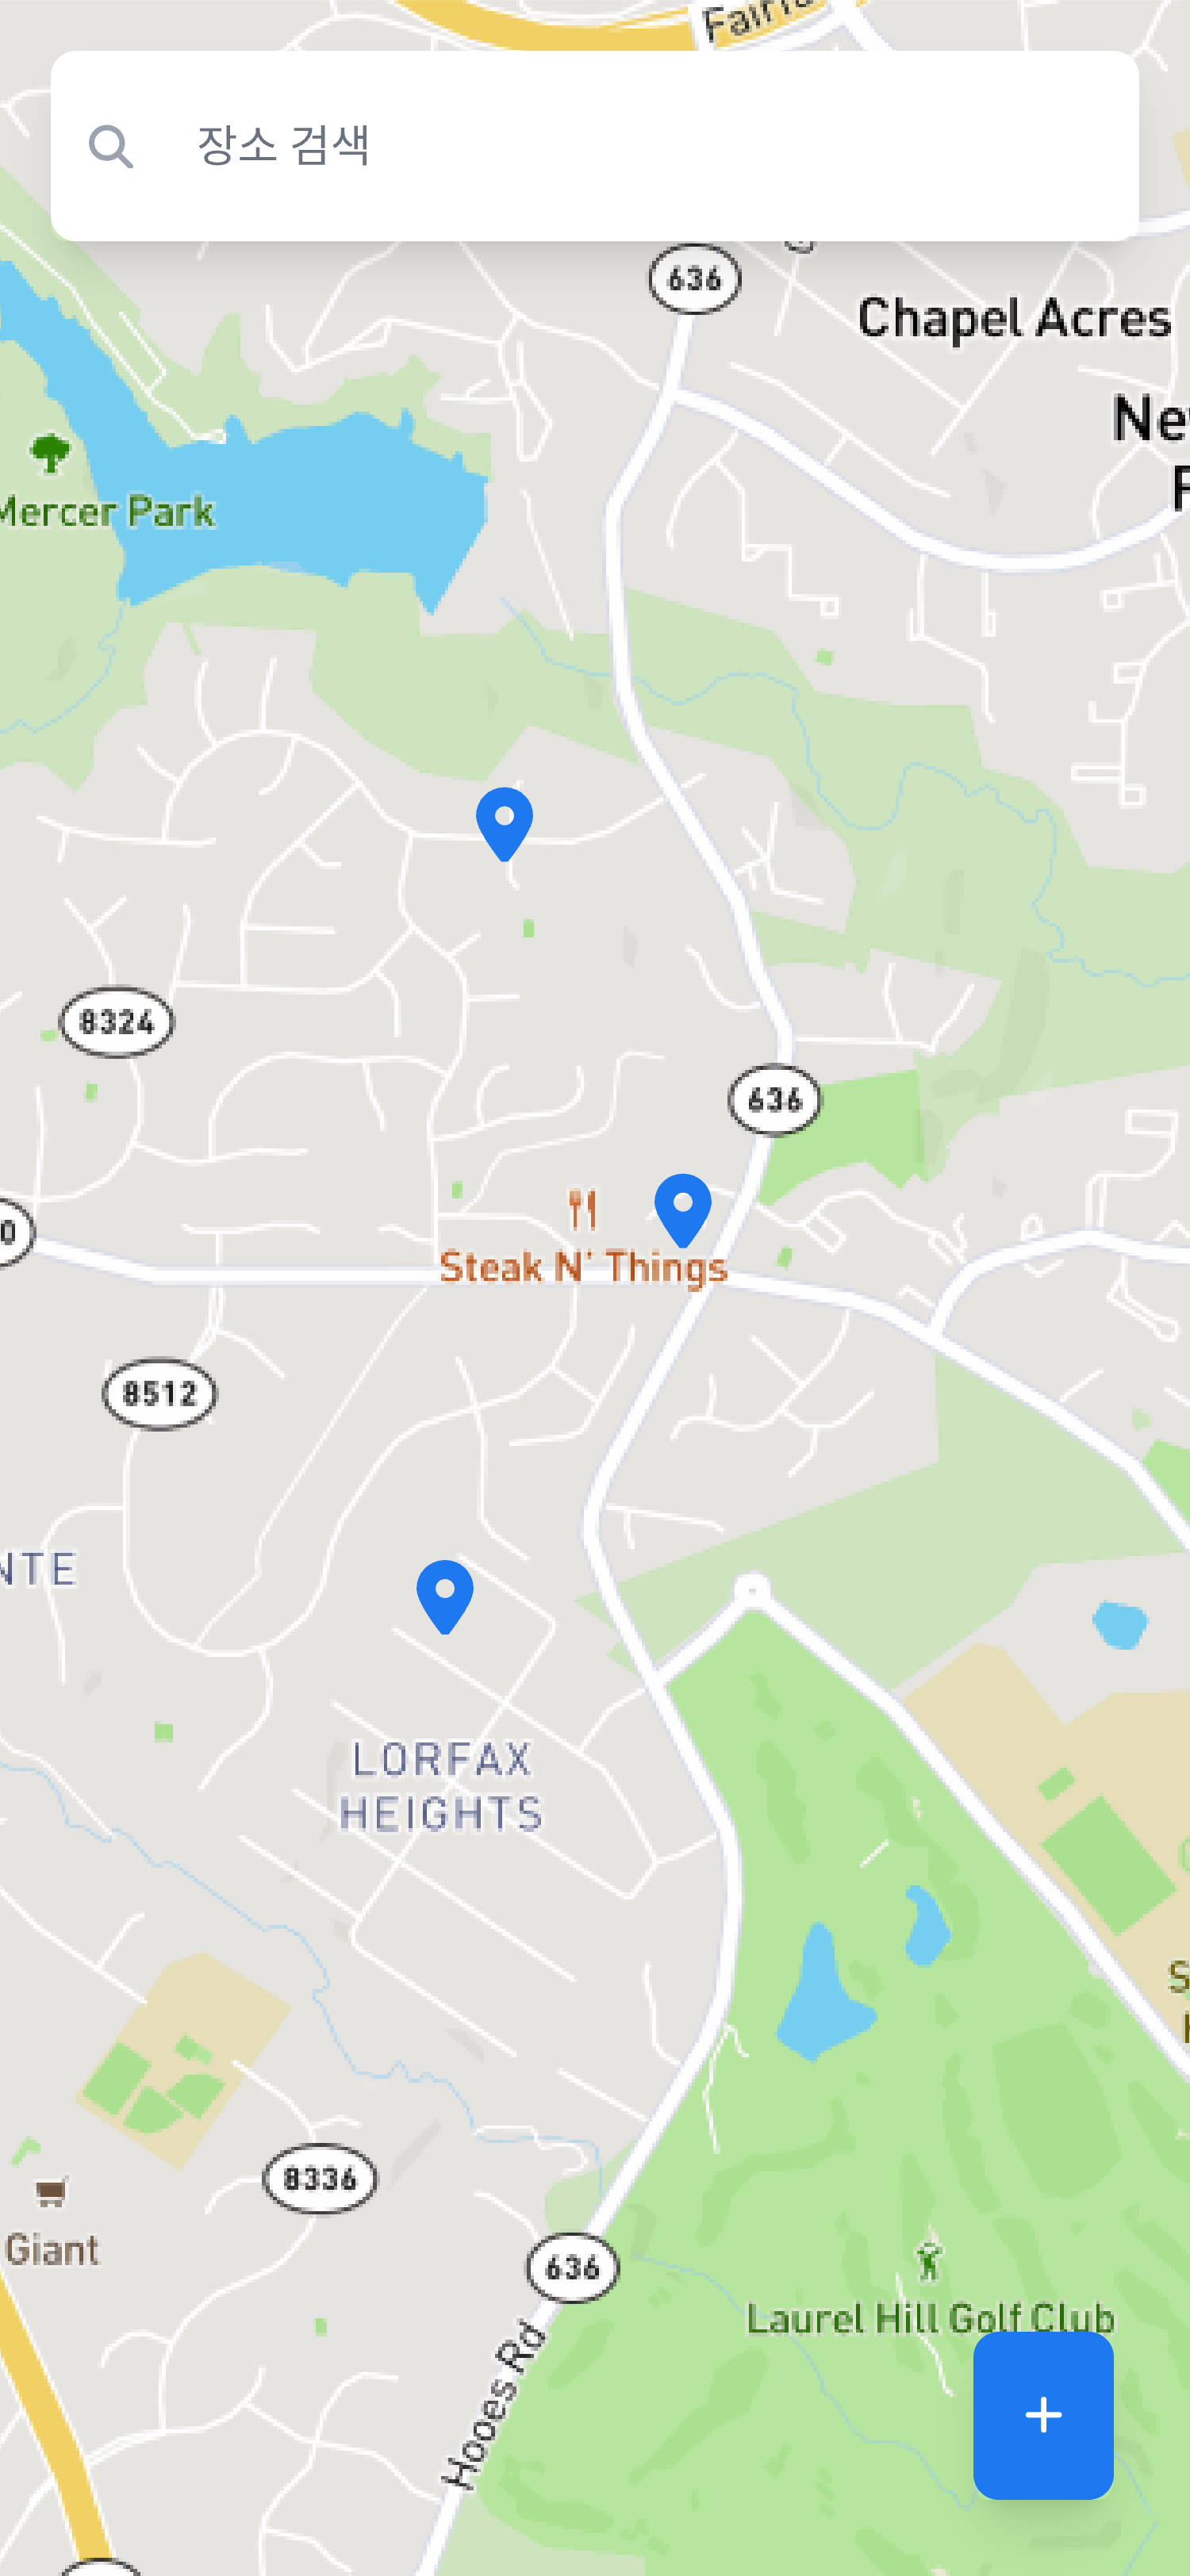 장소 검색
636
Chapel Acres
Mercer Park
8324
636
0
Steak N' Things
8512
LORFAX
HEIGHTS
8336
Giant
636
Laurel Hill Golf Club
Hooes Rd